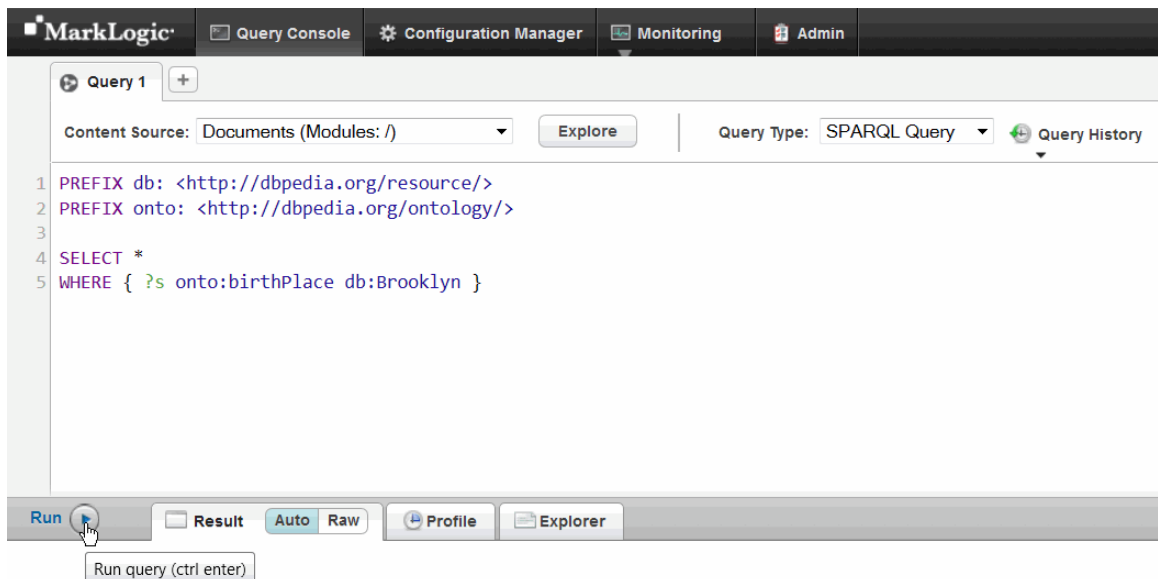 MarkLogic Query Console Configuration Manager Monitoring Admin
Query 1 +
Content Source: Documents (Modules: /) Explore Query Type: SPARQL Query Query History
1 PREFIX db: <http://dbpedia.org/resource/>
2 PREFIX onto: <http://dbpedia.org/ontology/>
3
4 SELECT *
5 WHERE { ?s onto:birthPlace db:Brooklyn }
Run Result Auto Raw Profile Explorer
Run query (ctrl enter)